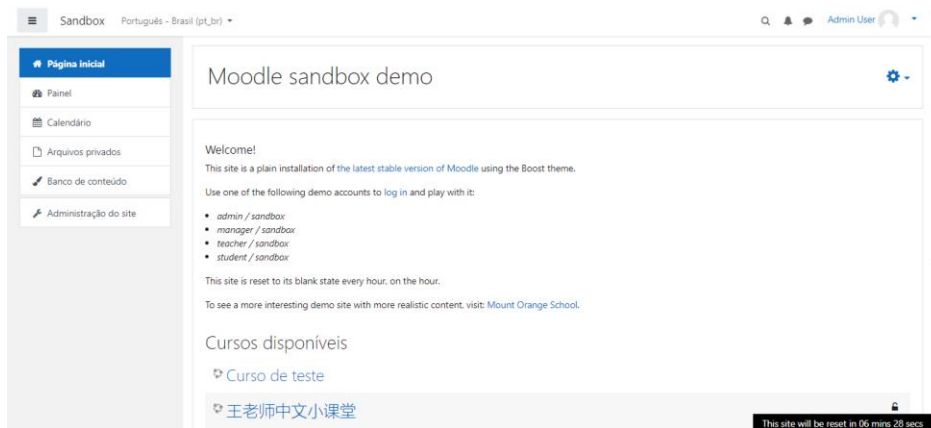 Sandbox Português - Brasil (pt_br)
Admin User
Página inicial
Painel
Calendário
Arquivos privados
Banco de conteúdo
Administração do site
Moodle sandbox demo
Welcome!
This site is a plain installation of the latest stable version of Moodle using the Boost theme.
Use one of the following demo accounts to log in and play with it:
• admin / sandbox
• manager / sandbox
• teacher / sandbox
• student / sandbox
This site is reset to its blank state every hour, on the hour.
To see a more interesting demo site with more realistic content, visit: Mount Orange School.
Cursos disponíveis
Curso de teste
王老师中文小课堂
This site will be reset in 06 mins 28 secs